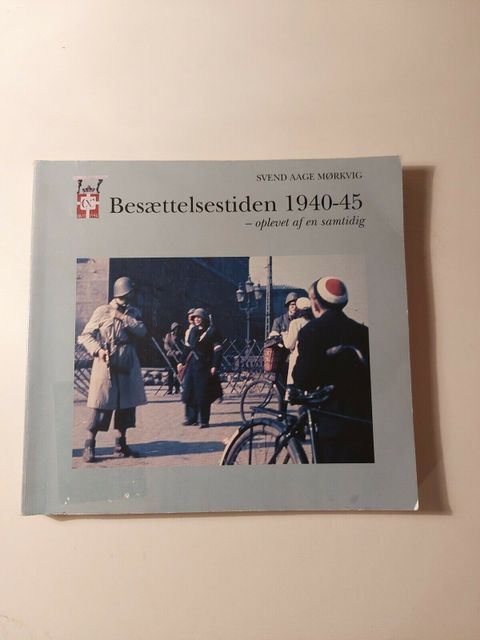 SVEND AAGE MØRKVIG
Besættelsestiden 1940-45
– oplevet af en samtidig